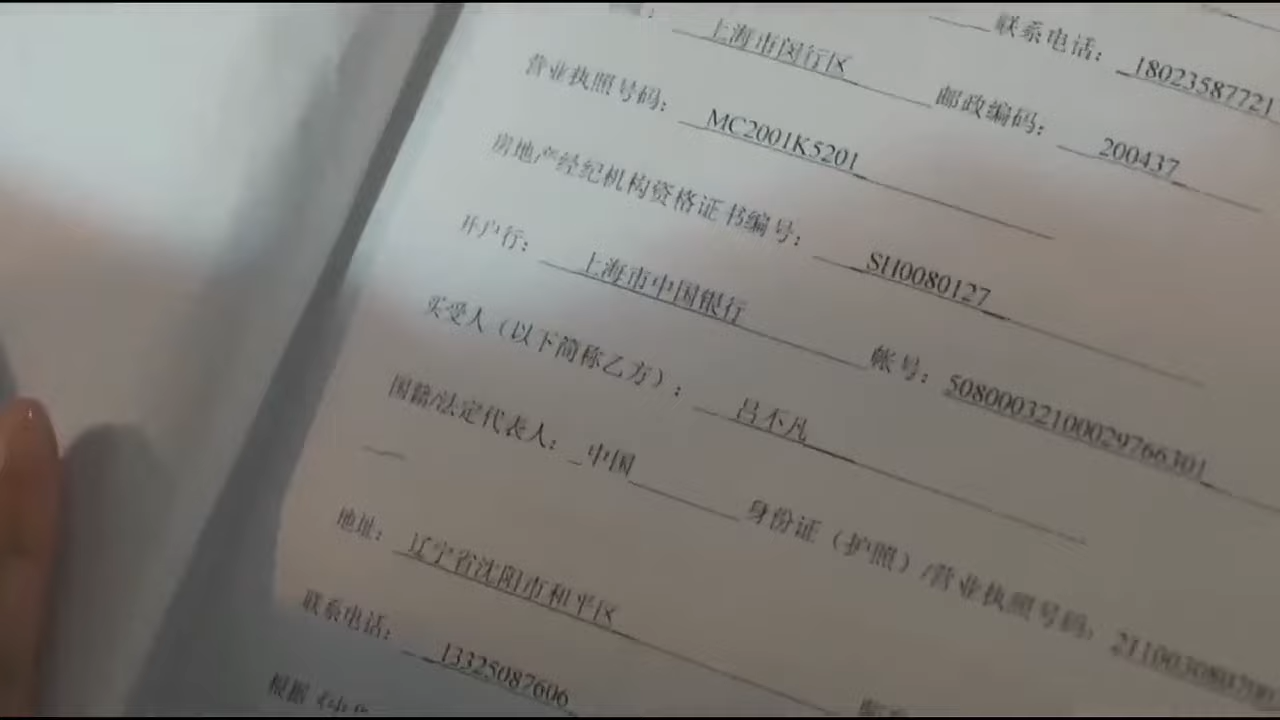 上海市闵行区 联系电话：18023587721
营业执照号码：MC2001K5201 邮政编码：200437
房地产经纪机构资格证书编号：SH0080127
开户行：上海市中国银行 帐号：50800032100029766301
买受人（以下简称乙方）：吕不凡
国籍/法定代表人：中国 身份证（护照）/营业执照号码：
地址：辽宁省沈阳市和平区
联系电话：13325087606
根据